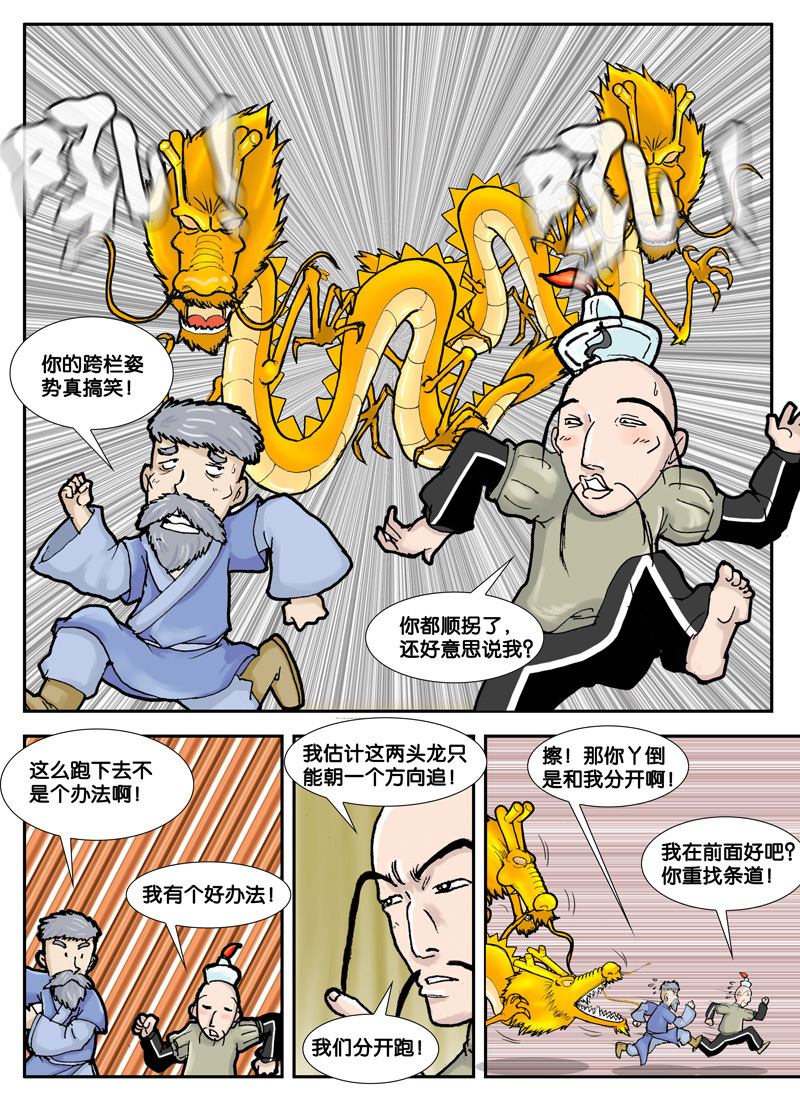 吼！
吼！
你的跨栏姿
势真搞笑！
你都顺拐了，
还好意思说我？
这么跑下去不
是个办法啊！
我有个好办法！
我估计这两头龙只
能朝一个方向追！
我们分开跑！
擦！那你丫倒
是和我分开啊！
我在前面好吧？
你重找条道！